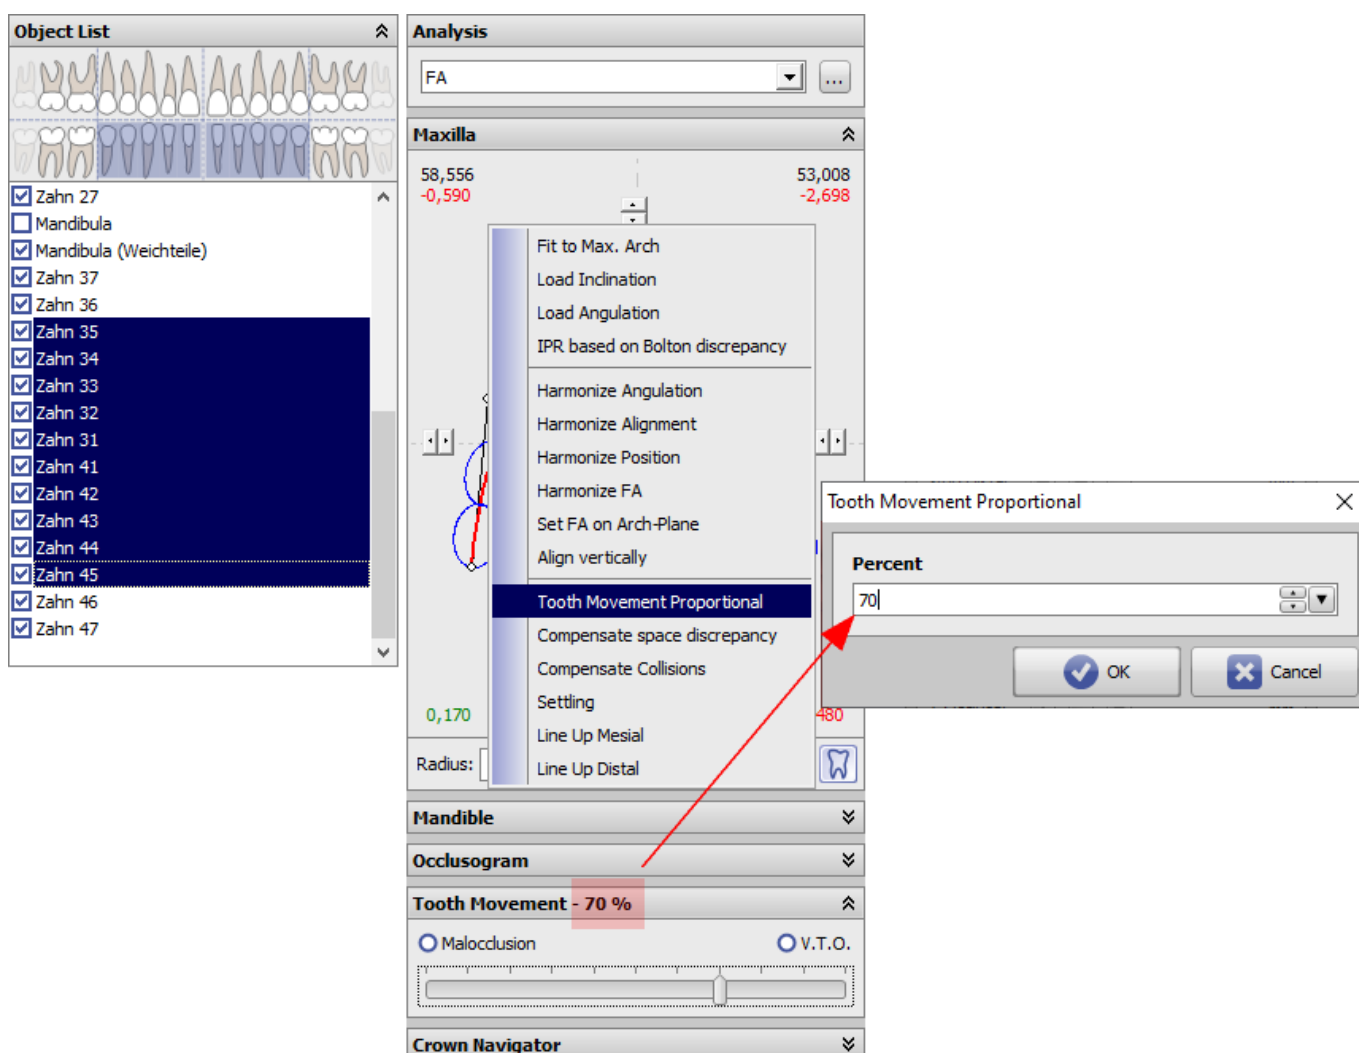 Object List
Zahn 27
Mandibula
Mandibula (Weichteile)
Zahn 37
Zahn 36
Zahn 35
Zahn 34
Zahn 33
Zahn 32
Zahn 31
Zahn 41
Zahn 42
Zahn 43
Zahn 44
Zahn 45
Zahn 46
Zahn 47
Analysis
FA
...
Maxilla
58,556
53,008
-0,590
-2,698
Fit to Max. Arch
Load Inclination
Load Angulation
IPR based on Bolton discrepancy
Harmonize Angulation
Harmonize Alignment
Harmonize Position
Harmonize FA
Set FA on Arch-Plane
Align vertically
Tooth Movement Proportional
Compensate space discrepancy
Compensate Collisions
Settling
Line Up Mesial
Line Up Distal
0,170
480
Radius:
Mandible
Occlusogram
Tooth Movement - 70 %
Malocclusion
V.T.O.
Crown Navigator
Tooth Movement Proportional
Percent
70
OK
Cancel